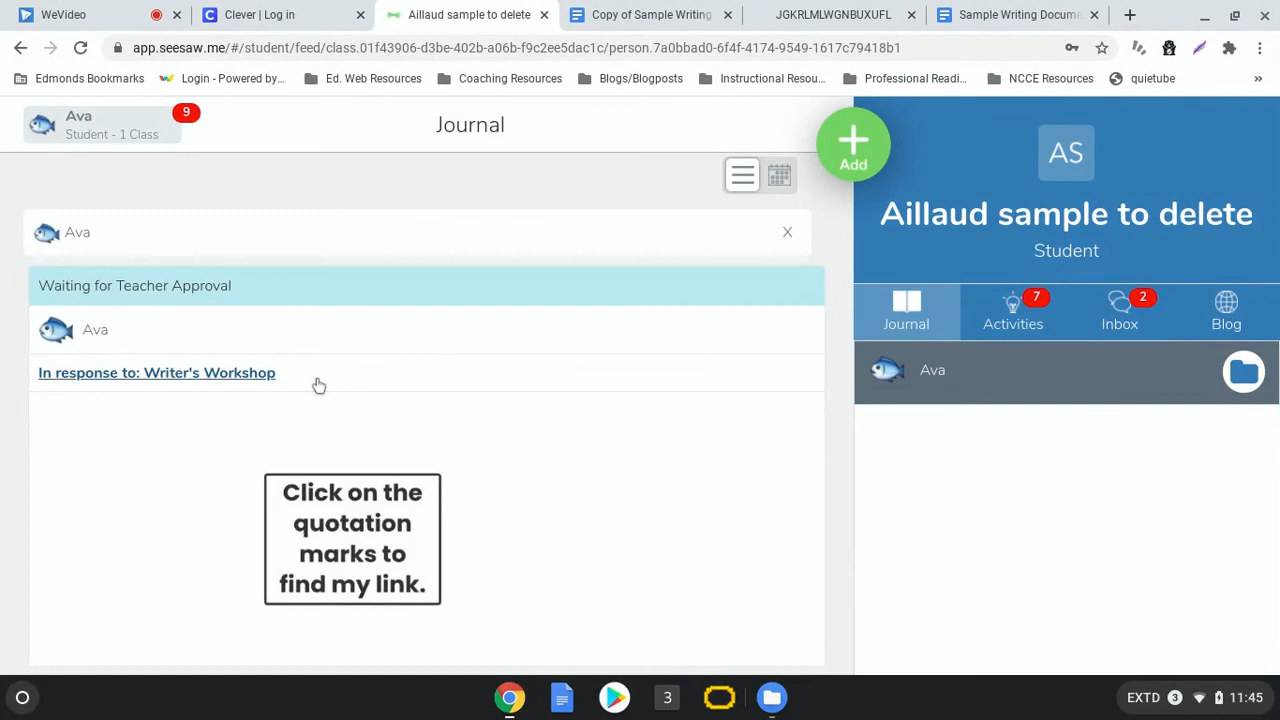 WeVideo
Clever | Log in
Aillaud sample to delete
Copy of Sample Writing
JGKRLMLWGNBUXUFL
Sample Writing Docume
app.seesaw.me/#/student/feed/class.01f43906-d3be-402b-a06b-f9c2ee5dac1c/person.7a0bbad0-6f4f-4174-9549-1617c79418b1
Edmonds Bookmarks
Login - Powered by...
Ed. Web Resources
Coaching Resources
Blogs/Blogposts
Instructional Resou...
Professional Readi...
NCCE Resources
quietube
»
Ava
9
Student - 1 Class
Journal
Add
AS
Aillaud sample to delete
Student
Journal
7
Activities
2
Inbox
Blog
Ava
Ava
X
Waiting for Teacher Approval
Ava
In response to: Writer's Workshop
Click on the
quotation
marks to
find my link.
3
EXTD
3
11:45